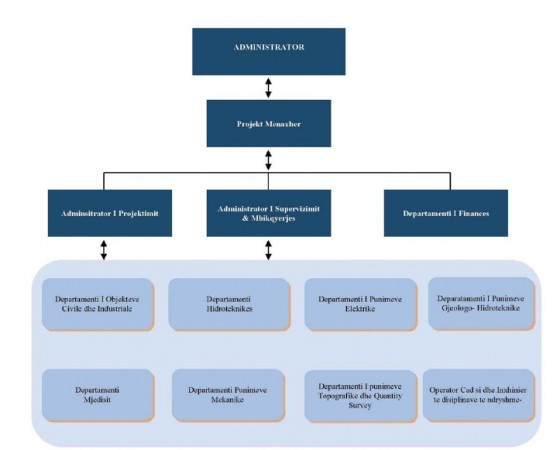 ADMINISTRATOR
Projekt Menaxher
Adminsitrator I Projektimit
Administrator I Supervizimit
& Mbikqyerjes
Departamenti I Finances
Departamenti I Objekteve
Civile dhe Industriale
Departamenti
Hidroteknikes
Departamenti I Punimeve
Elektrike
Deparatamenti I Punimeve
Gjeologo- Hidroteknike
Departamenti
Mjedisit
Departamenti Punimeve
Mekanike
Departamenti I punimeve
Topografike dhe Quantity
Survey
Operator Cad si dhe Inxhinier
te disiplinave te ndryshme-